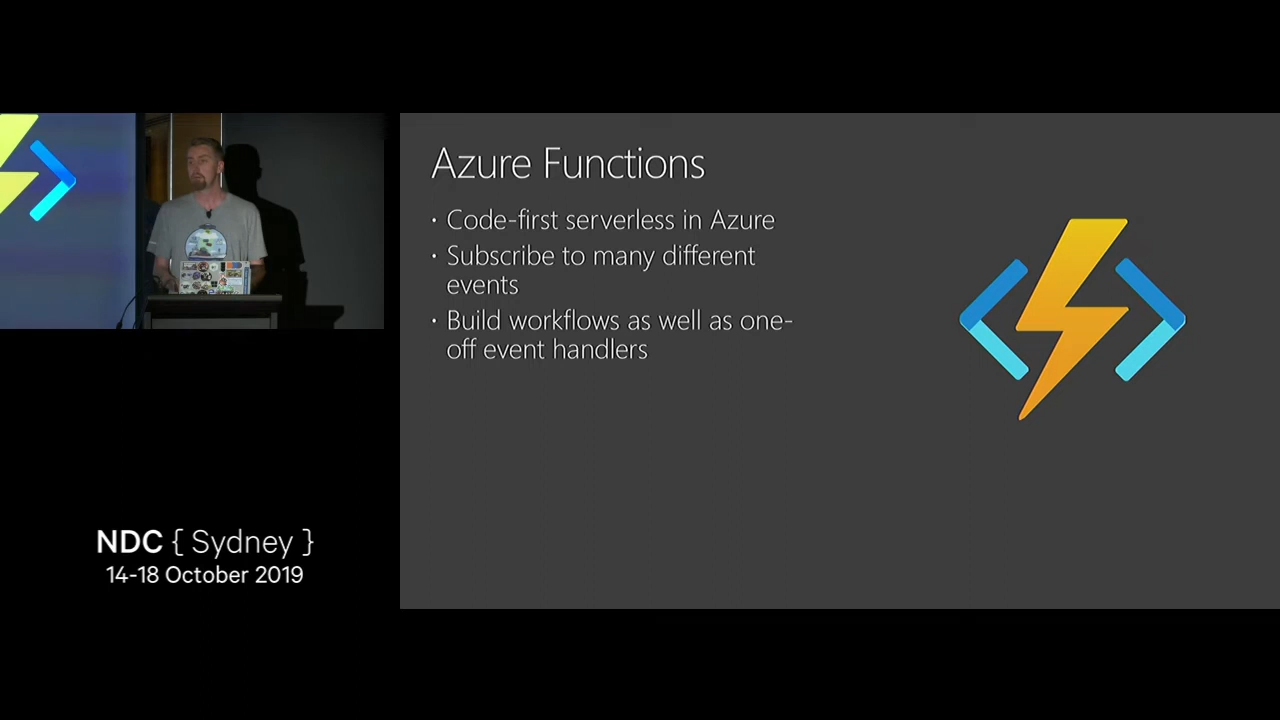 Azure Functions
• Code-first serverless in Azure
• Subscribe to many different
events
• Build workflows as well as one-
off event handlers
NDC { Sydney }
14-18 October 2019